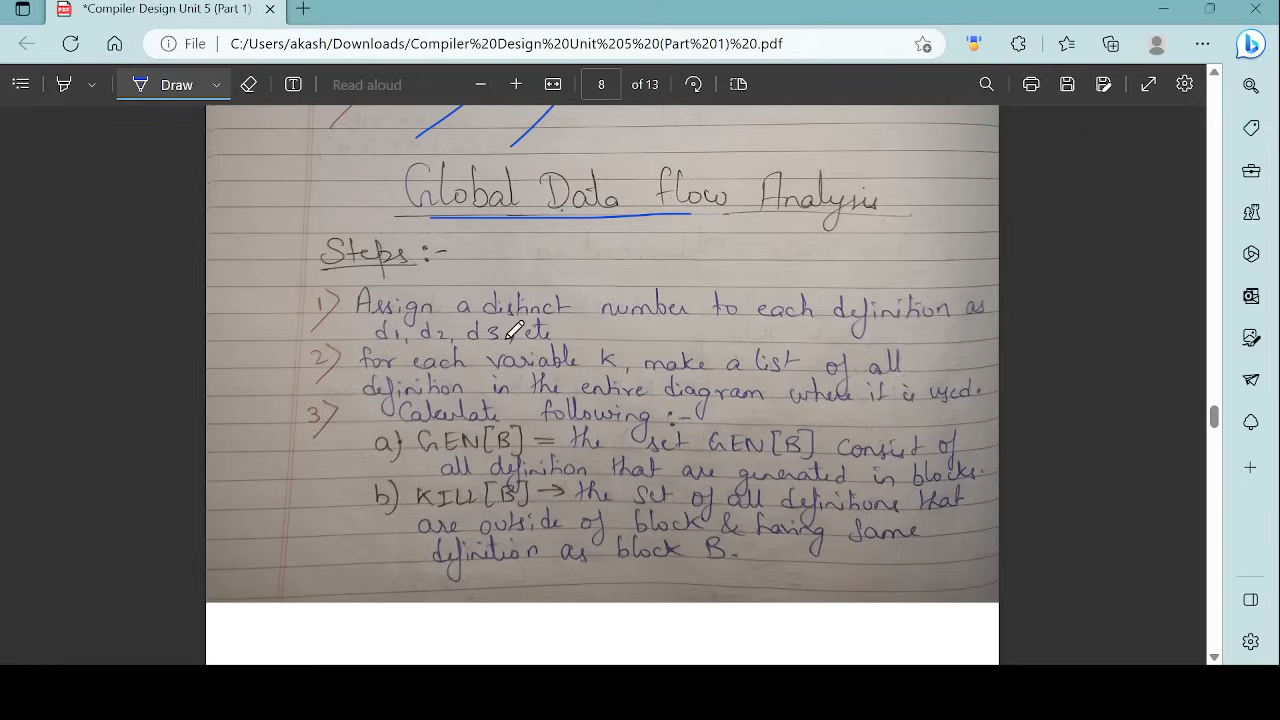 *Compiler Design Unit 5 (Part 1)
File C:/Users/akash/Downloads/Compiler%20Design%20Unit%205%20(Part%201)%20.pdf
Draw Read aloud 8 of 13
Global Data flow Analysis
Steps :-
1) Assign a distinct number to each definition as
d1, d2, d3 etc
2) for each variable K, make a list of all
definition in the entire diagram where it is used.
3) Calculate following :-
a) GEN[B] = the set GEN[B] consist of
all definition that are generated in blocks.
b) KILL[B] → the set of all definitions that
are outside of block & having same
definition as block B.